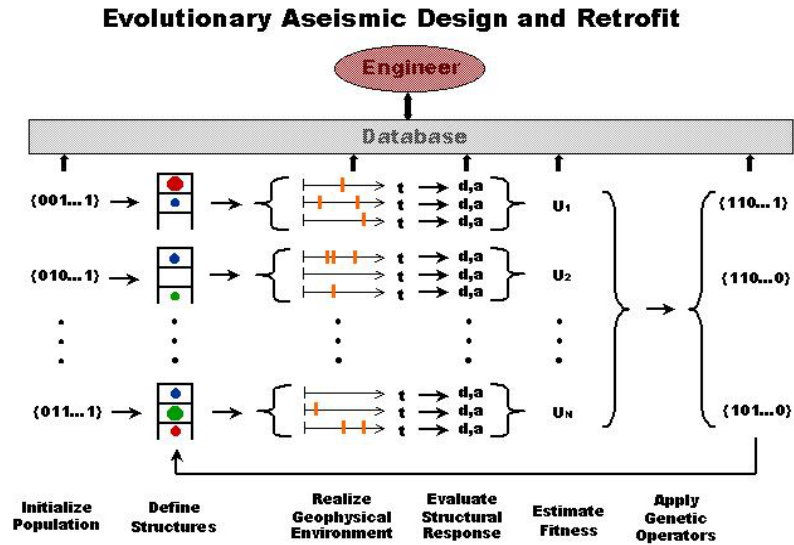 Evolutionary Aseismic Design and Retrofit
Engineer
Database
{001...1}
t
d,a
t
d,a
t
d,a
U1
{110...1}
{010...1}
t
d,a
t
d,a
t
d,a
U2
{110...0}
{011...1}
t
d,a
t
d,a
t
d,a
UN
{101...0}
Initialize
Population
Define
Structures
Realize
Geophysical
Environment
Evaluate
Structural
Response
Estimate
Fitness
Apply
Genetic
Operators